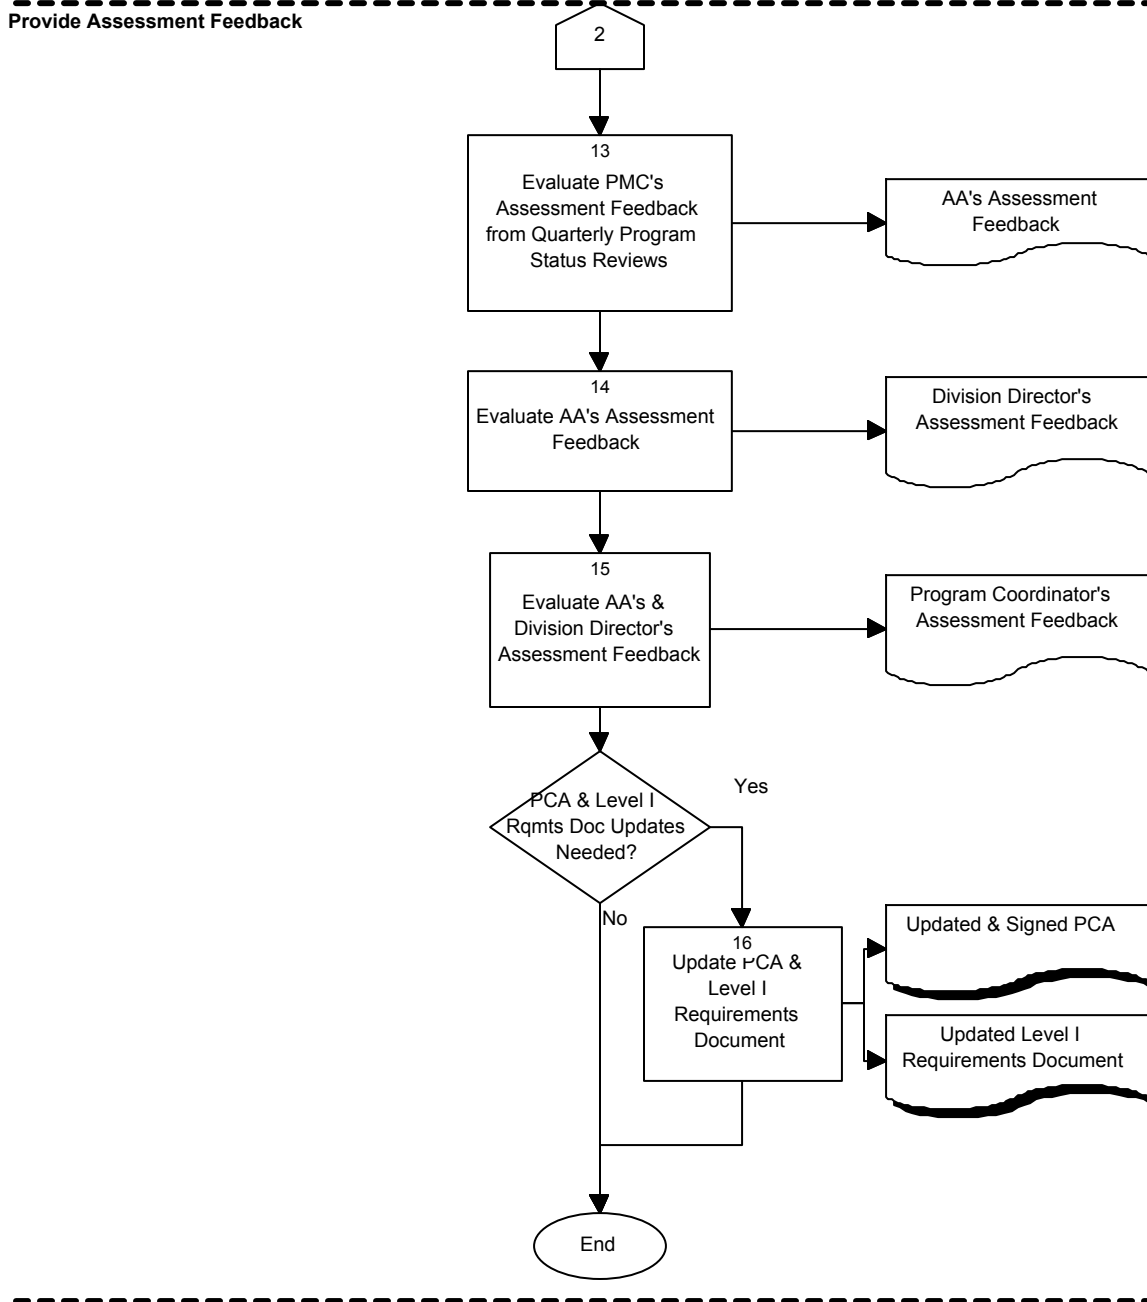 Provide Assessment Feedback
2
13
Evaluate PMC's
Assessment Feedback
from Quarterly Program
Status Reviews
AA's Assessment
Feedback
14
Evaluate AA's Assessment
Feedback
Division Director's
Assessment Feedback
15
Evaluate AA's &
Division Director's
Assessment Feedback
Program Coordinator's
Assessment Feedback
PCA & Level I
Rqmts Doc Updates
Needed?
Yes
No
16
Update PCA &
Level I
Requirements
Document
Updated & Signed PCA
Updated Level I
Requirements Document
End